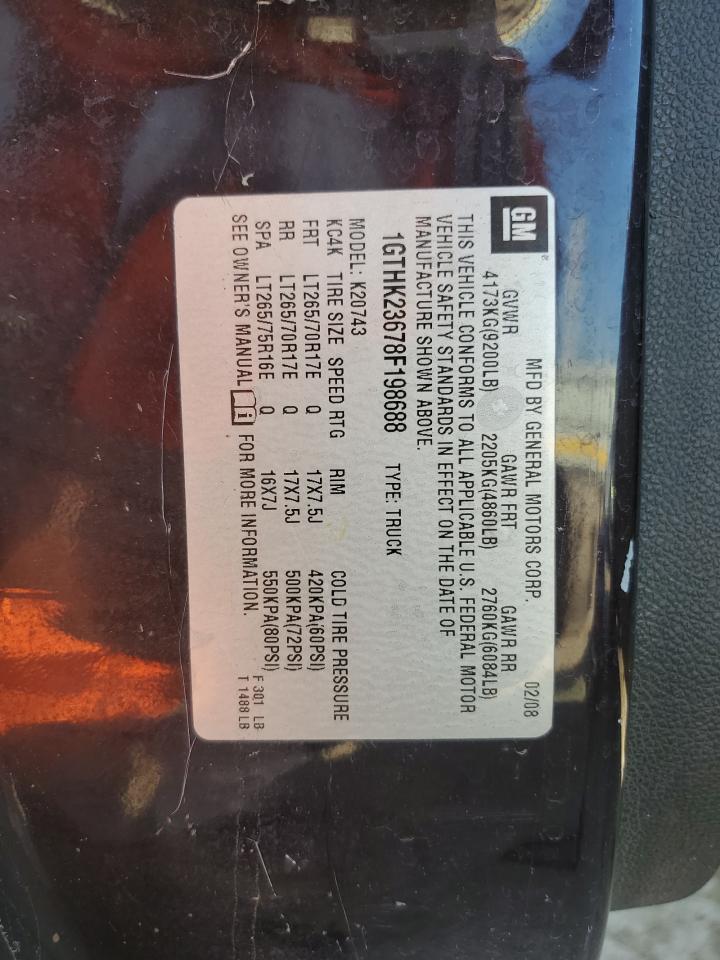 GM
MFD BY GENERAL MOTORS CORP. 02/08
GVWR GAWR FRT GAWR RR
4173KG(9200LB) 2205KG(4860LB) 2760KG(6084LB)
THIS VEHICLE CONFORMS TO ALL APPLICABLE U.S. FEDERAL MOTOR
VEHICLE SAFETY STANDARDS IN EFFECT ON THE DATE OF
MANUFACTURE SHOWN ABOVE.
1GTHK23678F198688 TYPE: TRUCK
MODEL: K20743
KC4K TIRE SIZE SPEED RTG RIM COLD TIRE PRESSURE
FRT LT265/70R17E Q 17X7.5J 420KPA(60PSI)
RR LT265/70R17E Q 17X7.5J 500KPA(72PSI)
SPA LT265/75R16E Q 16X7J 550KPA(80PSI)
SEE OWNER'S MANUAL i FOR MORE INFORMATION.
F 301 LB
T 1488 LB